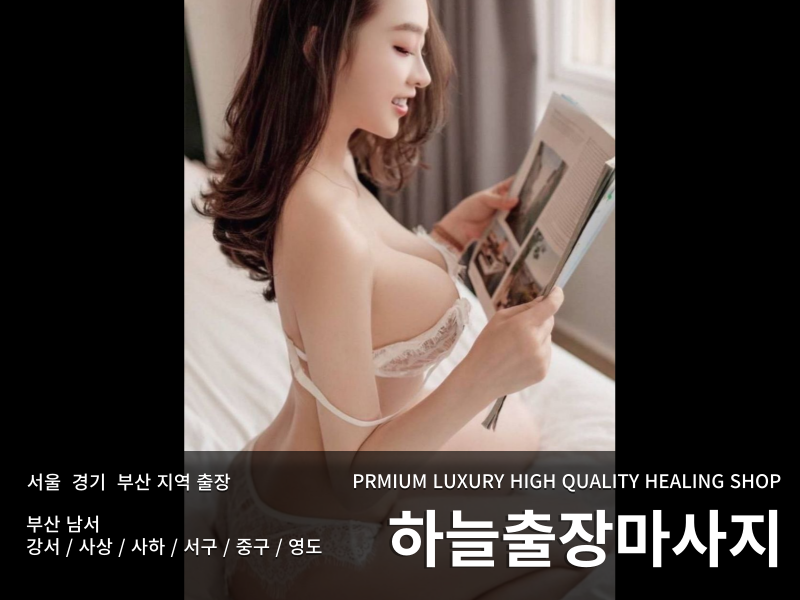 서울 경기 부산 지역 출장
PRMIUM LUXURY HIGH QUALITY HEALING SHOP
부산 남서
강서 / 사상 / 사하 / 서구 / 중구 / 영도
하늘출장마사지